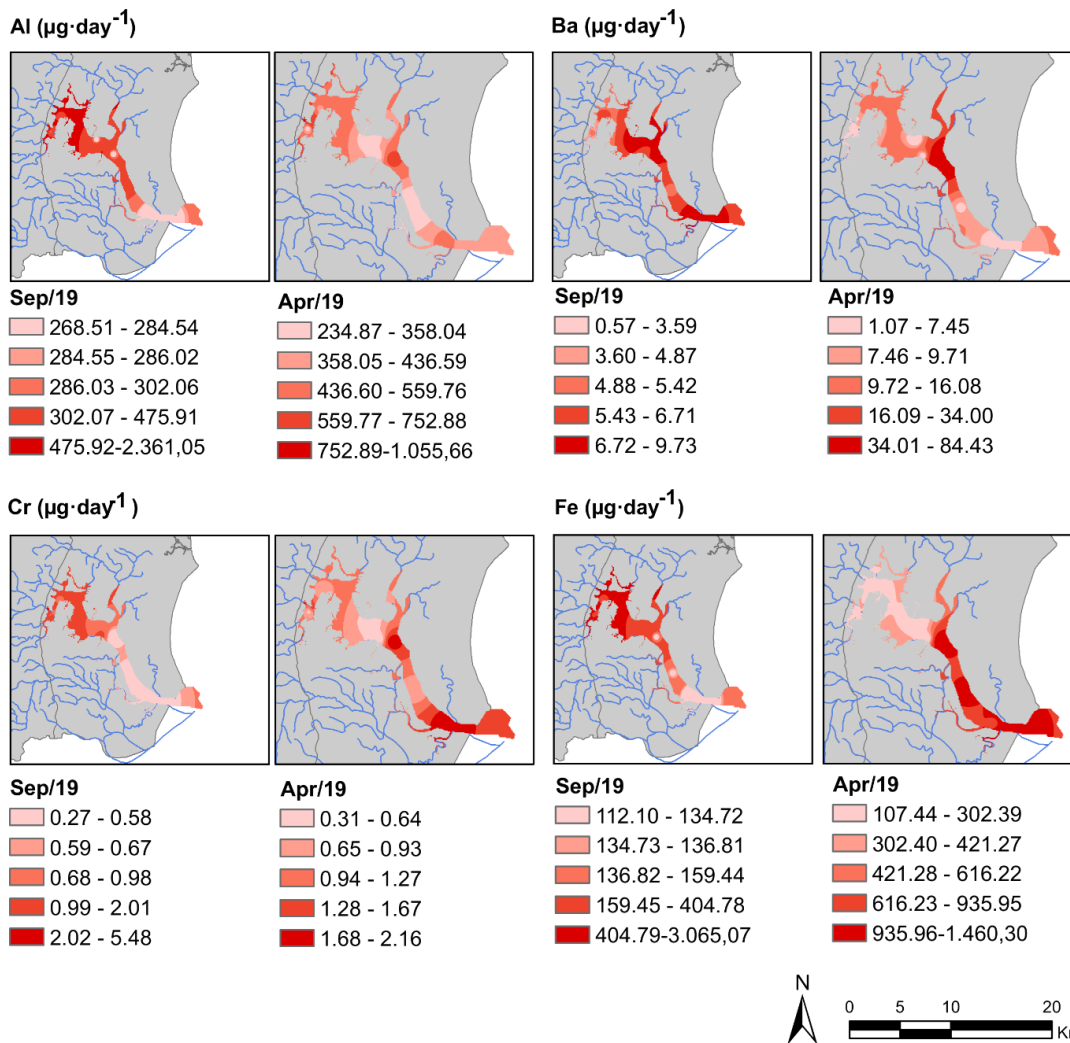 Al (µg·day⁻¹)
Ba (µg·day⁻¹)
Sep/19
268.51 - 284.54
284.55 - 286.02
286.03 - 302.06
302.07 - 475.91
475.92-2.361,05
Apr/19
234.87 - 358.04
358.05 - 436.59
436.60 - 559.76
559.77 - 752.88
752.89-1.055,66
Sep/19
0.57 - 3.59
3.60 - 4.87
4.88 - 5.42
5.43 - 6.71
6.72 - 9.73
Apr/19
1.07 - 7.45
7.46 - 9.71
9.72 - 16.08
16.09 - 34.00
34.01 - 84.43
Cr (µg·day⁻¹)
Fe (µg·day⁻¹)
Sep/19
0.27 - 0.58
0.59 - 0.67
0.68 - 0.98
0.99 - 2.01
2.02 - 5.48
Apr/19
0.31 - 0.64
0.65 - 0.93
0.94 - 1.27
1.28 - 1.67
1.68 - 2.16
Sep/19
112.10 - 134.72
134.73 - 136.81
136.82 - 159.44
159.45 - 404.78
404.79-3.065,07
Apr/19
107.44 - 302.39
302.40 - 421.27
421.28 - 616.22
616.23 - 935.95
935.96-1.460,30
N
0 5 10 20